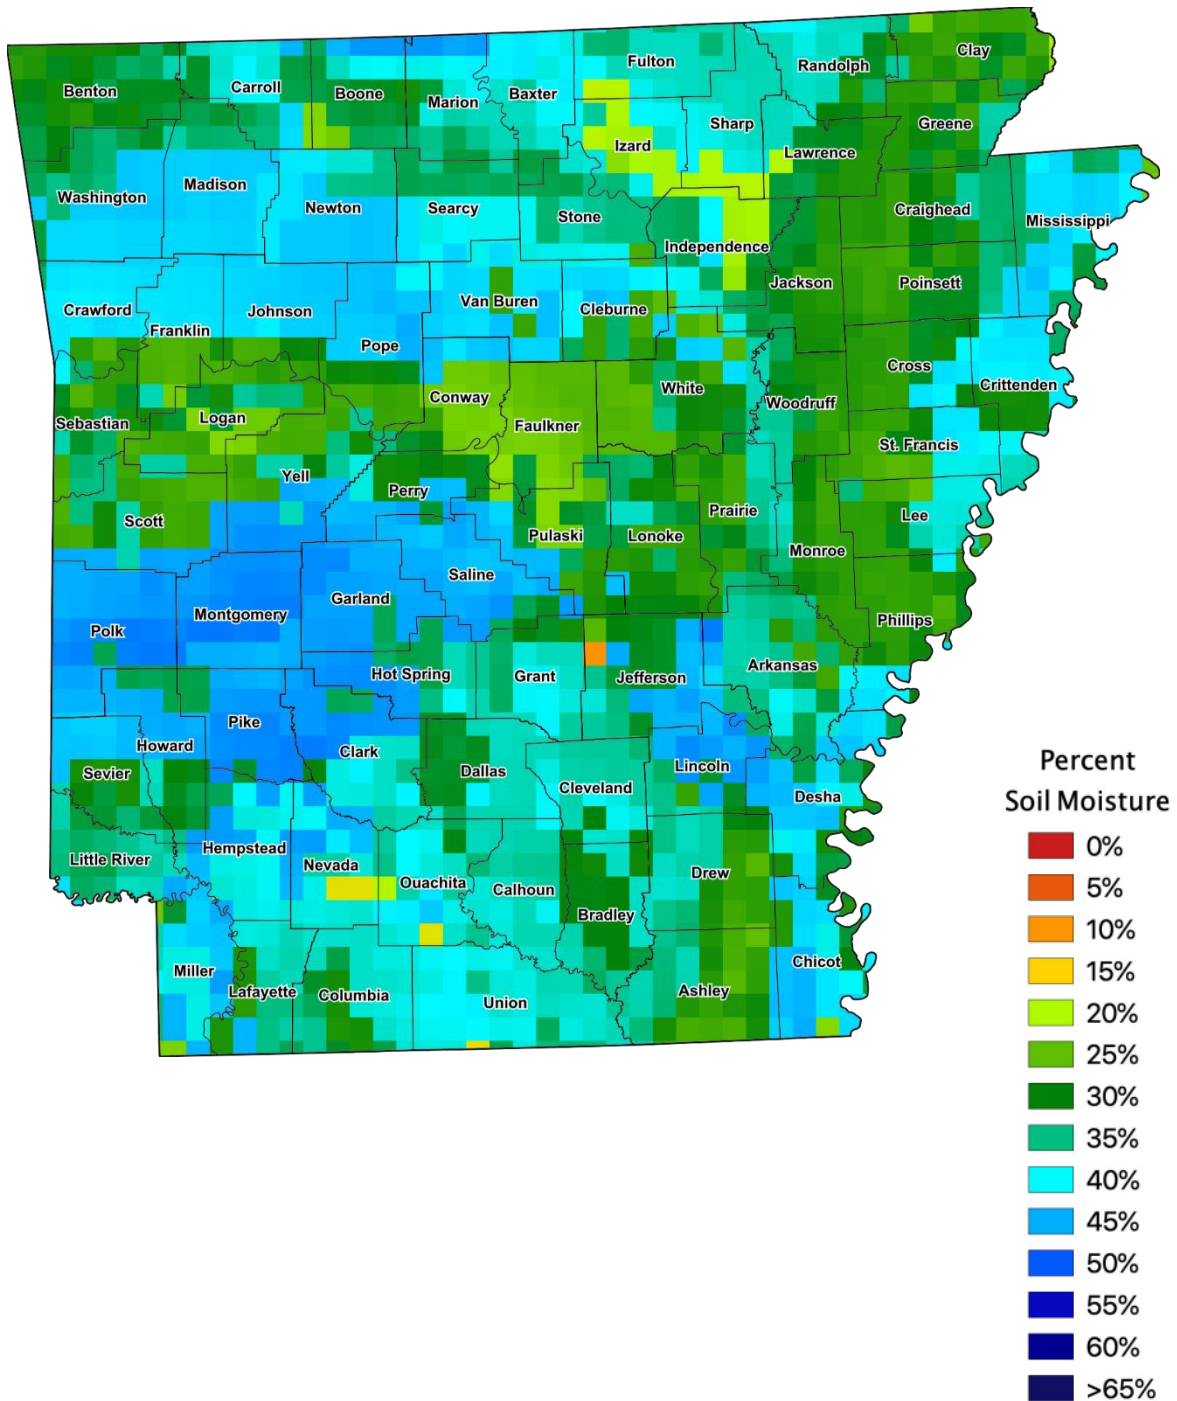 Clay
Fulton
Randolph
Benton
Carroll
Boone
Marion
Baxter
Sharp
Greene
Izard
Lawrence
Washington
Madison
Newton
Searcy
Stone
Craighead
Mississippi
Independence
Crawford
Franklin
Johnson
Van Buren
Cleburne
Jackson
Poinsett
Pope
Cross
Crittenden
Sebastian
Logan
Conway
Faulkner
White
Woodruff
St. Francis
Yell
Perry
Scott
Pulaski
Lonoke
Prairie
Monroe
Lee
Polk
Montgomery
Garland
Saline
Phillips
Hot Spring
Grant
Jefferson
Arkansas
Howard
Pike
Clark
Sevier
Dallas
Cleveland
Lincoln
Desha
Little River
Hempstead
Nevada
Ouachita
Calhoun
Bradley
Drew
Miller
Lafayette
Columbia
Union
Ashley
Chicot
Percent
Soil Moisture
0%
5%
10%
15%
20%
25%
30%
35%
40%
45%
50%
55%
60%
>65%